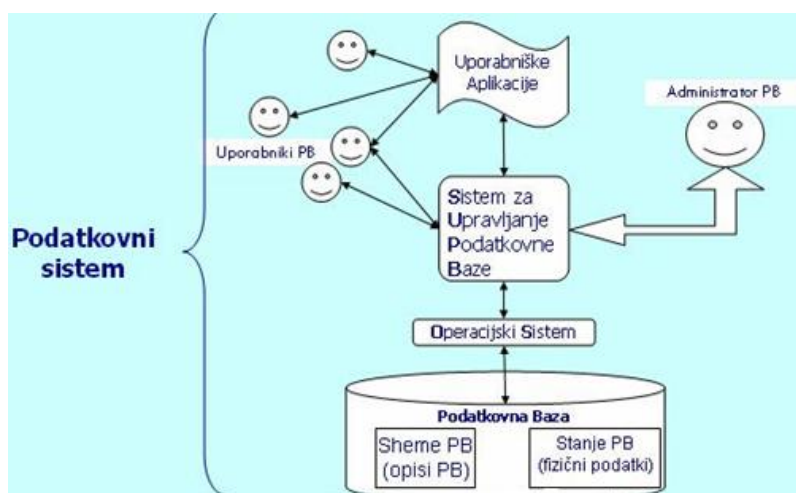 Uporabniške
Aplikacije
Administrator PB
Uporabniki PB
Sistem za
Upravljanje
Podatkovne
Baze
Podatkovni
sistem
Operacijski Sistem
Podatkovna Baza
Sheme PB
(opisi PB)
Stanje PB
(fizični podatki)